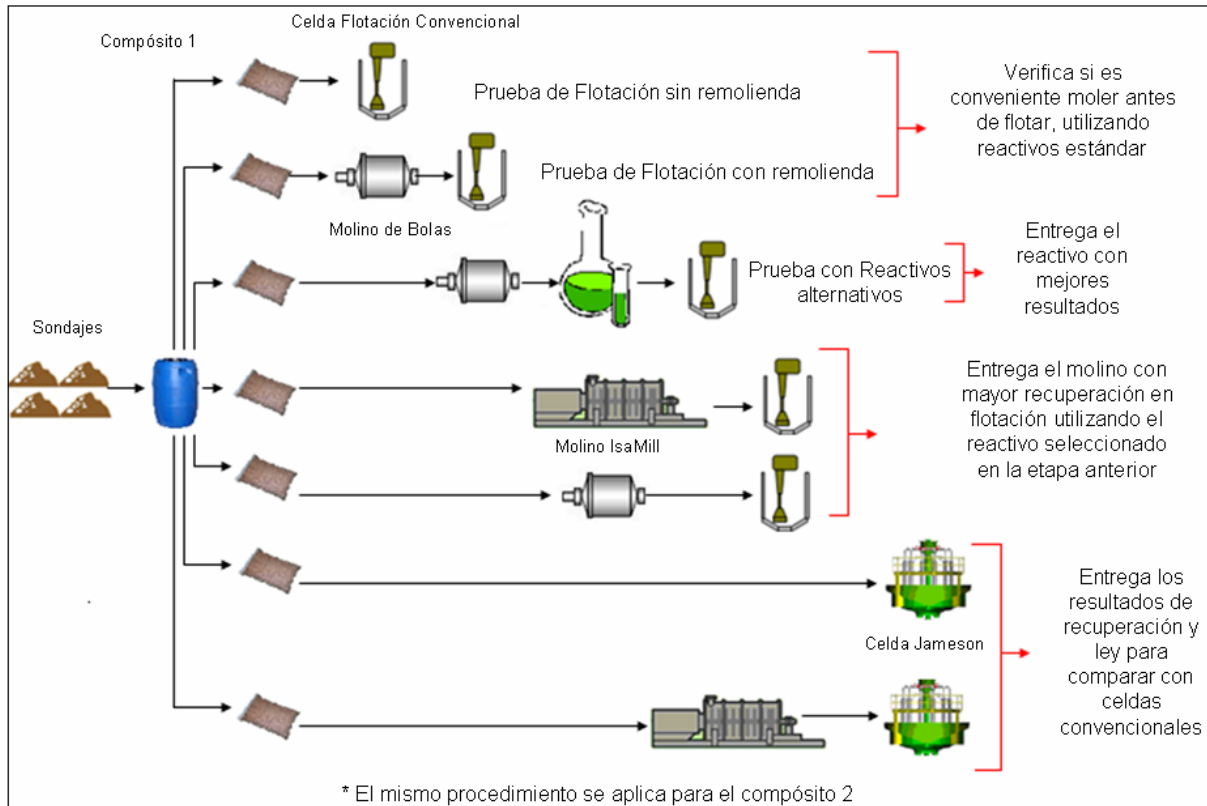 Celda Flotación Convencional
Compósito 1
Prueba de Flotación sin remolienda
Verifica si es
conveniente moler antes
de flotar, utilizando
reactivos estándar
Prueba de Flotación con remolienda
Molino de Bolas
Prueba con Reactivos
alternativos
Entrega el
reactivo con
mejores
resultados
Sondajes
Entrega el molino con
mayor recuperación en
flotación utilizando el
reactivo seleccionado
en la etapa anterior
Molino IsaMill
Entrega los
resultados de
recuperación y
ley para
comparar con
celdas
convencionales
Celda Jameson
* El mismo procedimiento se aplica para el compósito 2